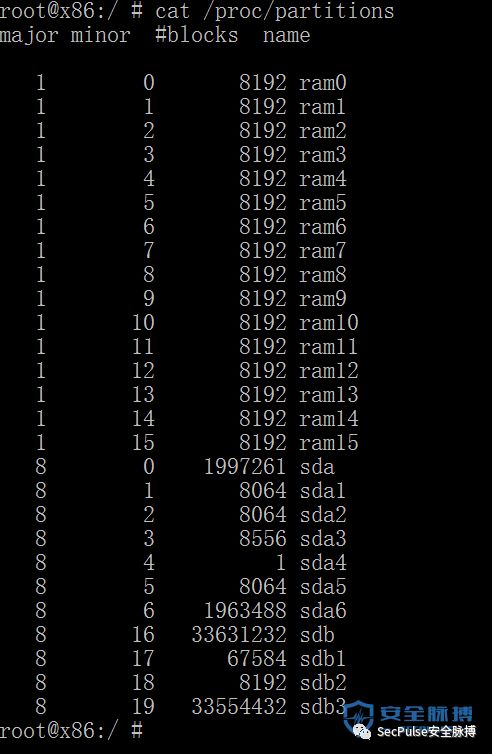 root@x86:/ # cat /proc/partitions
major minor  #blocks  name

   1        0       8192 ram0
   1        1       8192 ram1
   1        2       8192 ram2
   1        3       8192 ram3
   1        4       8192 ram4
   1        5       8192 ram5
   1        6       8192 ram6
   1        7       8192 ram7
   1        8       8192 ram8
   1        9       8192 ram9
   1       10       8192 ram10
   1       11       8192 ram11
   1       12       8192 ram12
   1       13       8192 ram13
   1       14       8192 ram14
   1       15       8192 ram15
   8        0    1997261 sda
   8        1       8064 sda1
   8        2       8064 sda2
   8        3       8556 sda3
   8        4          1 sda4
   8        5       8064 sda5
   8        6    1963488 sda6
   8       16   33631232 sdb
   8       17      67584 sdb1
   8       18       8192 sdb2
   8       19   33554432 sdb3
root@x86:/ #
安全脉搏
SecPulse安全脉搏